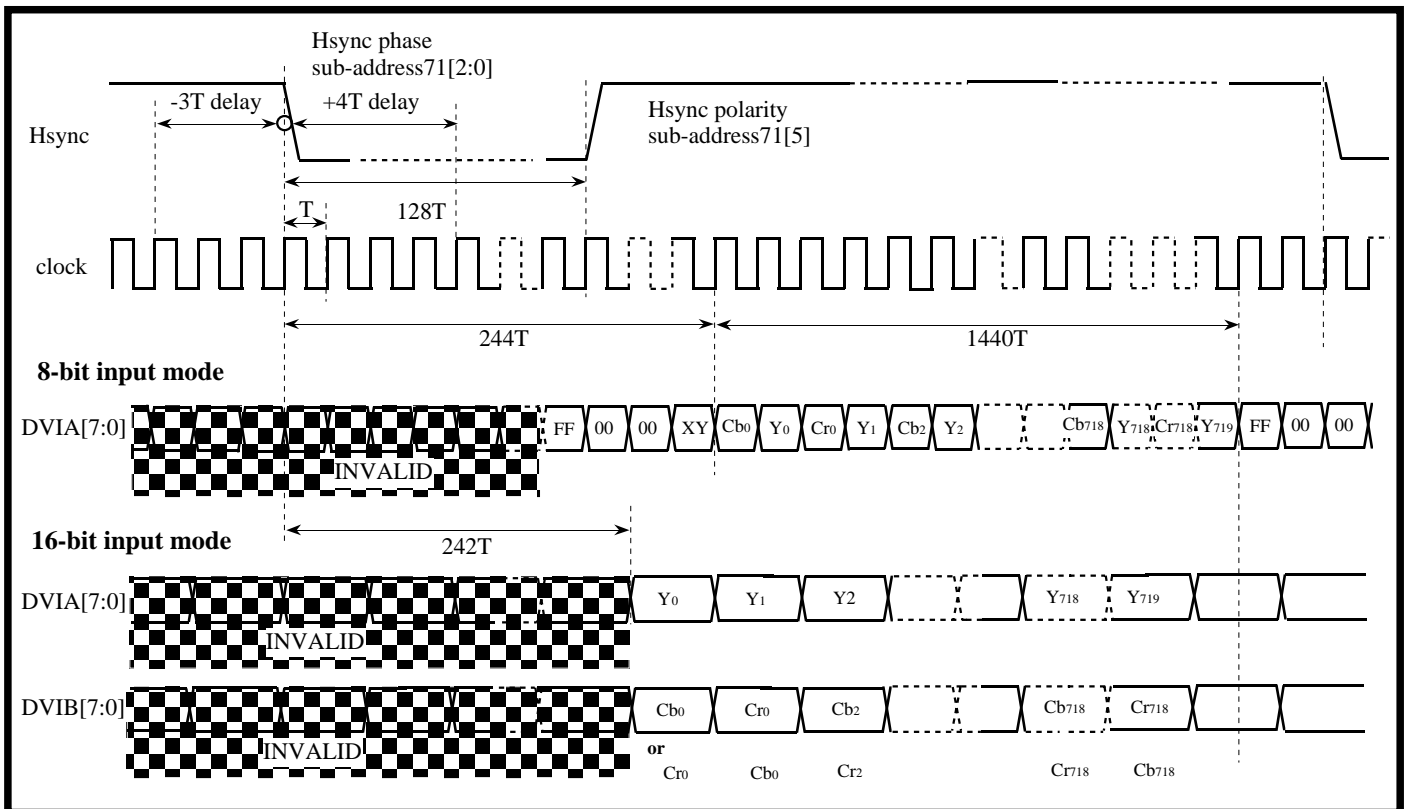 Hsync phase
sub-address71[2:0]
-3T delay
+4T delay
Hsync polarity
sub-address71[5]
Hsync
T
128T
clock
244T
1440T
8-bit input mode
DVIA[7:0]
FF 00 00 XY Cb0 Y0 Cr0 Y1 Cb2 Y2 Cb718 Y718 Cr718 Y719 FF 00 00
INVALID
242T
16-bit input mode
DVIA[7:0]
Y0 Y1 Y2 Y718 Y719
INVALID
DVIB[7:0]
Cb0 Cr0 Cb2 Cb718 Cr718
INVALID
or
Cr0 Cb0 Cr2 Cr718 Cb718